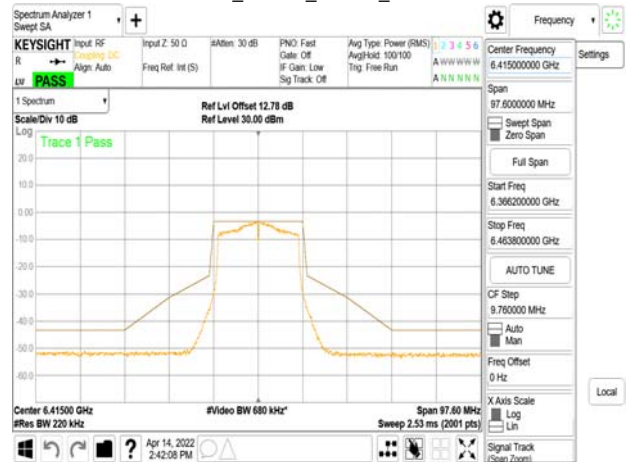 Spectrum Analyzer 1
Swept SA
Frequency
KEYSIGHT
Input: RF
Coupling: DC
Align: Auto
Input Z: 50 Ω
Freq Ref: Int (S)
#Atten: 30 dB
PNO: Fast
Gate: Off
IF Gain: Low
Sig Track: Off
Avg Type: Power (RMS)
Avg|Hold: 100/100
Trig: Free Run
1 2 3 4 5 6
A W W W W W
A N N N N N
R
LW
PASS
1 Spectrum
Scale/Div 10 dB
Ref Lvl Offset 12.78 dB
Ref Level 30.00 dBm
Log
Trace 1 Pass
20.0
10.0
0.00
-10.0
-20.0
-30.0
-40.0
-50.0
-60.0
Center 6.41500 GHz
#Res BW 220 kHz
#Video BW 680 kHz*
Span 97.60 MHz
Sweep 2.53 ms (2001 pts)
Apr 14, 2022
2:42:08 PM
Center Frequency
6.415000000 GHz
Settings
Span
97.6000000 MHz
Swept Span
Zero Span
Full Span
Start Freq
6.366200000 GHz
Stop Freq
6.463800000 GHz
AUTO TUNE
CF Step
9.760000 MHz
Auto
Man
Freq Offset
0 Hz
X Axis Scale
Log
Lin
Local
Signal Track
(Span Zoom)